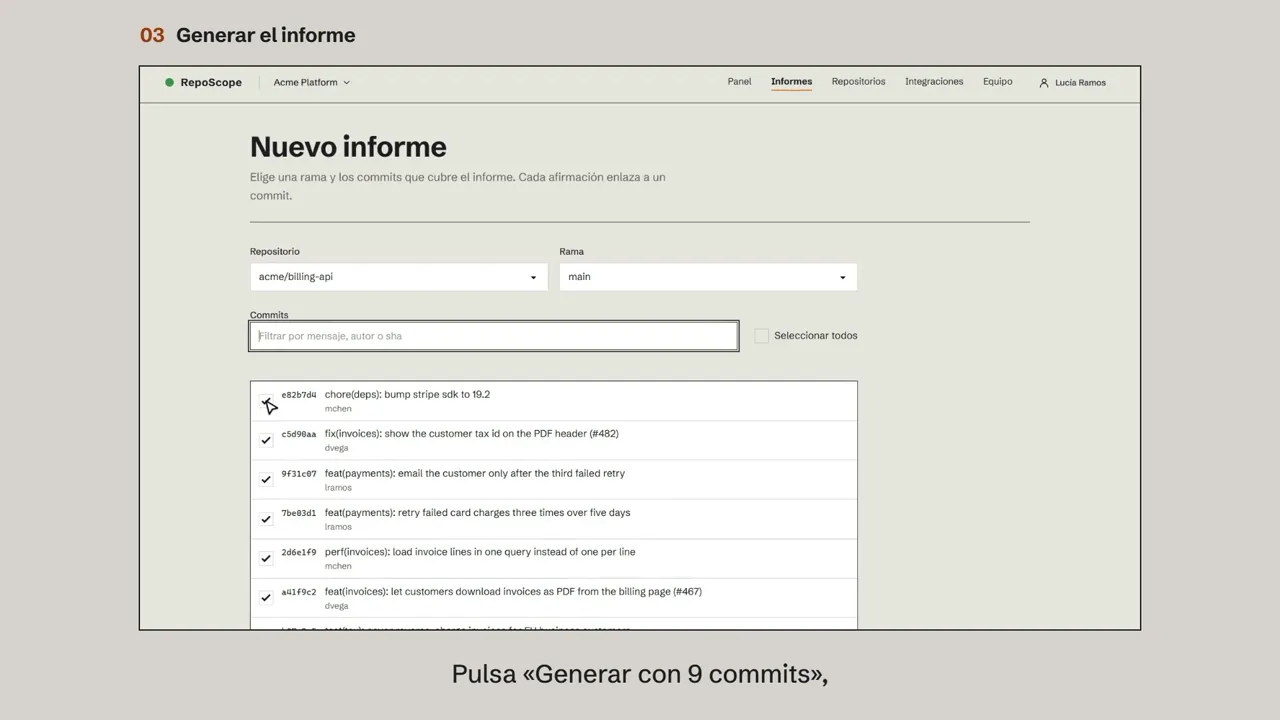 03 Generar el informe
RepoScope
Acme Platform
Panel
Informes
Repositorios
Integraciones
Equipo
Lucía Ramos
Nuevo informe
Elige una rama y los commits que cubre el informe. Cada afirmación enlaza a un
commit.
Repositorio
Rama
acme/billing-api
main
Commits
Filtrar por mensaje, autor o sha
Seleccionar todos
e82b7d4 chore(deps): bump stripe sdk to 19.2
mchen
c5d90aa fix(invoices): show the customer tax id on the PDF header (#482)
dvega
9f31c07 feat(payments): email the customer only after the third failed retry
lramos
7be03d1 feat(payments): retry failed card charges three times over five days
lramos
2d6e1f9 perf(invoices): load invoice lines in one query instead of one per line
mchen
a41f9c2 feat(invoices): let customers download invoices as PDF from the billing page (#467)
dvega
Pulsa «Generar con 9 commits»,